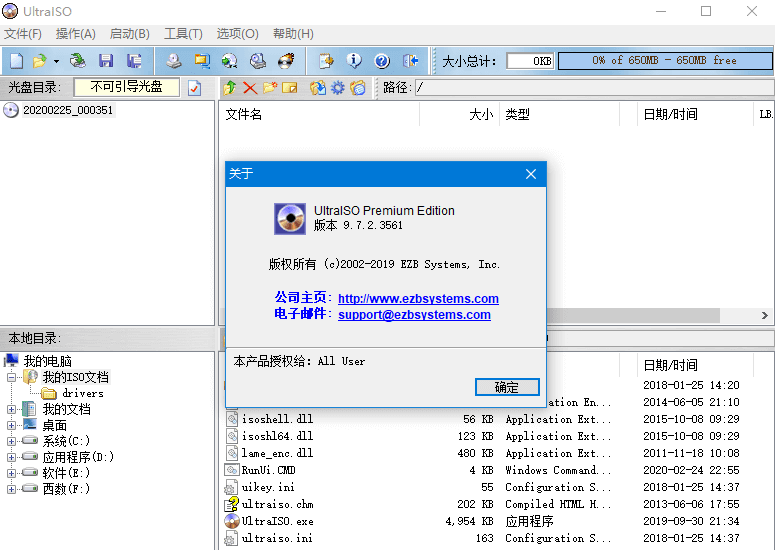 UltraISO
文件(F) 操作(A) 启动(B) 工具(T) 选项(O) 帮助(H)
大小总计: 0KB 0% of 650MB - 650MB free
光盘目录: 不可引导光盘 路径: /
20200225_000351
文件名 大小 类型 日期/时间 LB
关于
UltraISO Premium Edition
版本 9.7.2.3561
版权所有 (c)2002-2019 EZB Systems, Inc.
公司主页: http://www.ezbsystems.com
电子邮件: support@ezbsystems.com
本产品授权给: All User
确定
本地目录:
我的电脑
我的ISO文档
drivers
我的文档
桌面
系统(C:)
应用程序(D:)
软件(E:)
西数(F:)
日期/时间
2018-01-25 14:20
ation En... 2014-06-05 21:10
isoshell.dll 56 KB Application Ext... 2015-10-08 09:29
isoshl64.dll 123 KB Application Ext... 2015-10-08 09:29
lame_enc.dll 480 KB Application Ext... 2011-11-18 10:08
RunUi.CMD 4 KB Windows Command... 2020-02-24 22:55
uikey.ini 55 Configuration S... 2018-01-25 14:37
ultraiso.chm 202 KB Compiled HTML H... 2013-06-06 17:55
UltraISO.exe 4,954 KB 应用程序 2019-09-30 21:34
ultraiso.ini 163 Configuration S... 2018-01-25 14:37